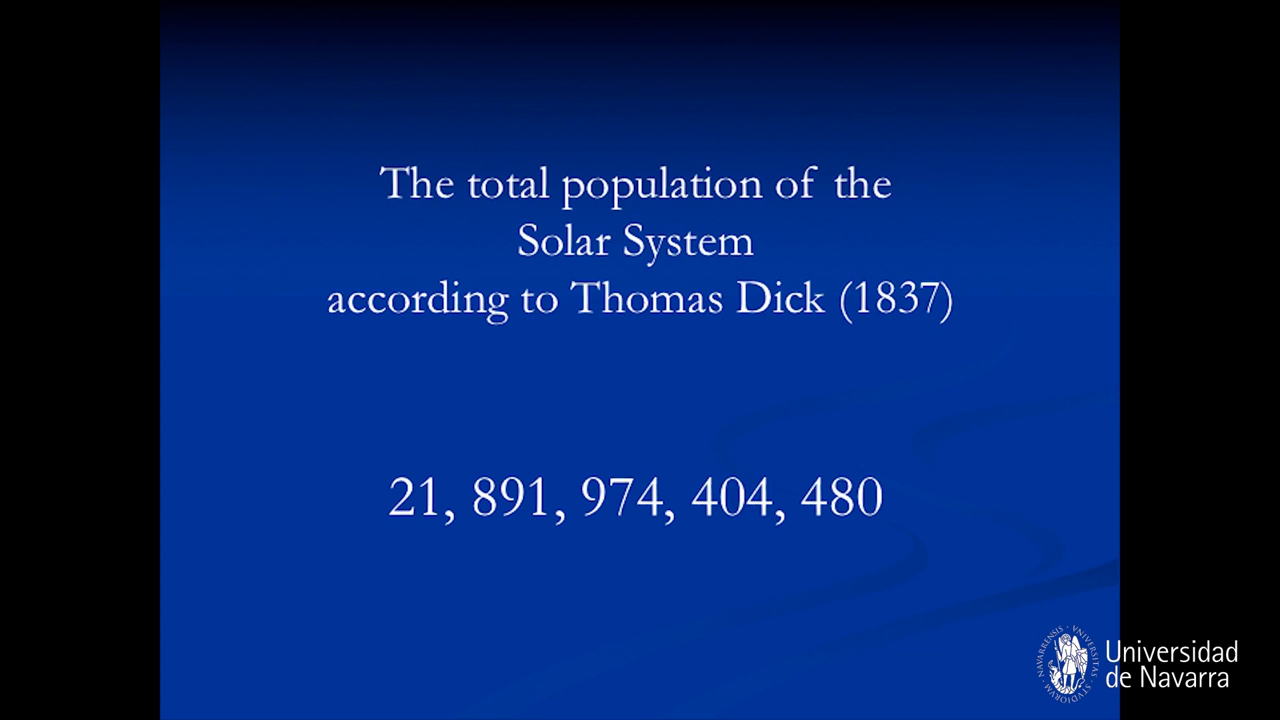 The total population of the
Solar System
according to Thomas Dick (1837)
21, 891, 974, 404, 480
Universidad
de Navarra